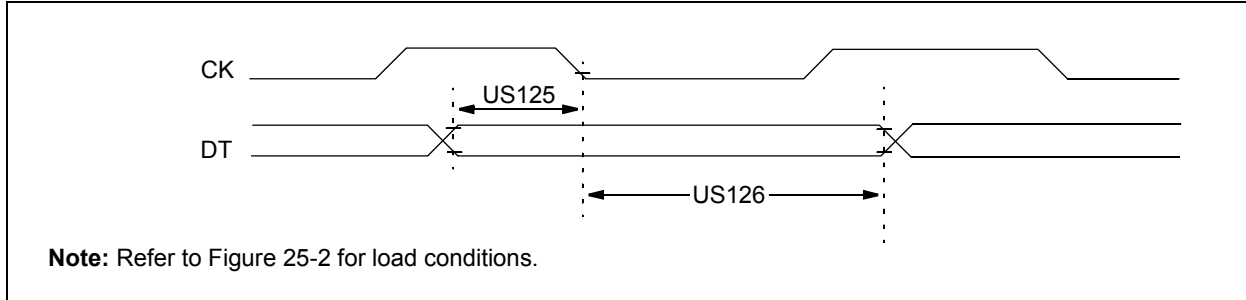 CK
US125
DT
US126
Note: Refer to Figure 25-2 for load conditions.